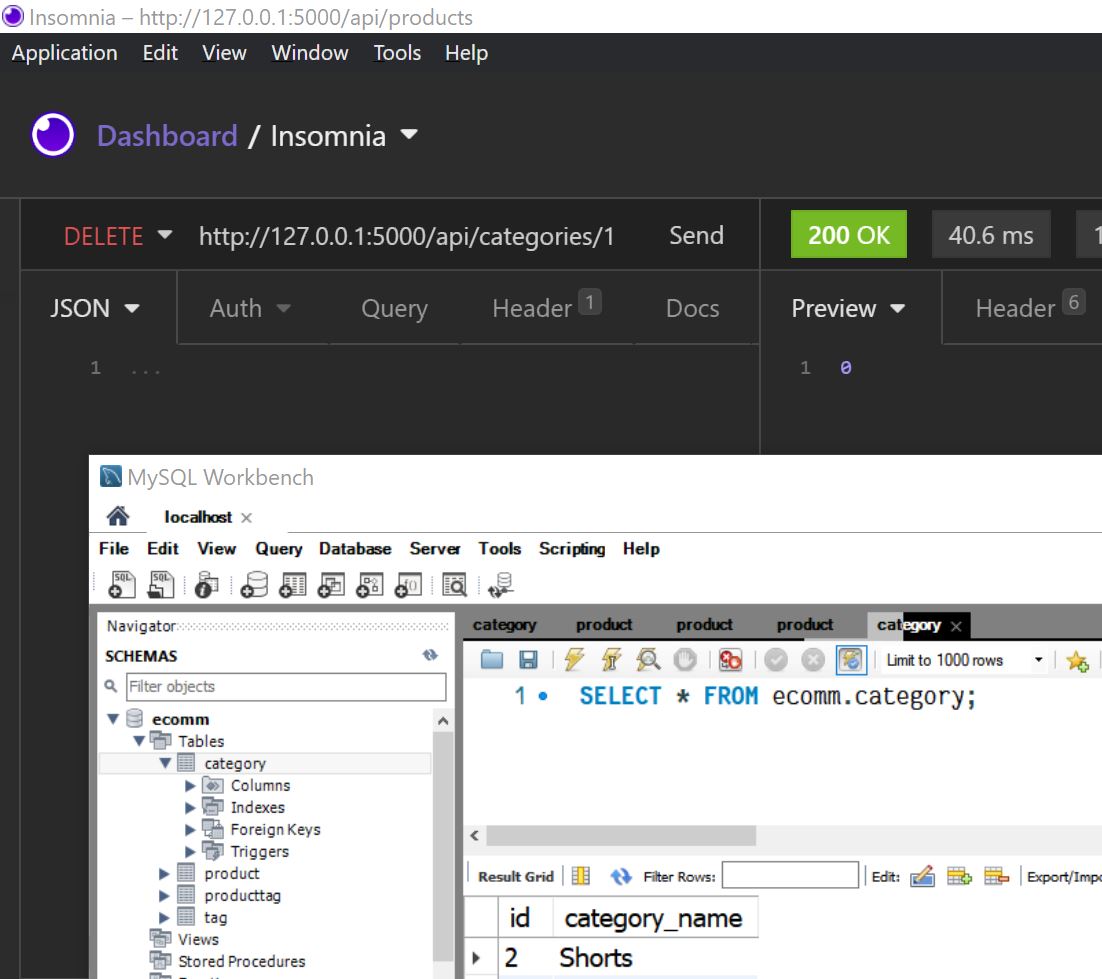 Insomnia – http://127.0.0.1:5000/api/products
Application Edit View Window Tools Help
Dashboard / Insomnia
DELETE http://127.0.0.1:5000/api/categories/1 Send 200 OK 40.6 ms 1
JSON Auth Query Header 1 Docs Preview Header 6
1 ... 1 0
MySQL Workbench
localhost
File Edit View Query Database Server Tools Scripting Help
Navigator
category product product product category
SCHEMAS
Limit to 1000 rows
Filter objects
1 SELECT * FROM ecomm.category;
ecomm
Tables
category
Columns
Indexes
Foreign Keys
Triggers
product
producttag
tag
Views
Stored Procedures
Result Grid Filter Rows: Edit: Export/Impo
id category_name
2 Shorts